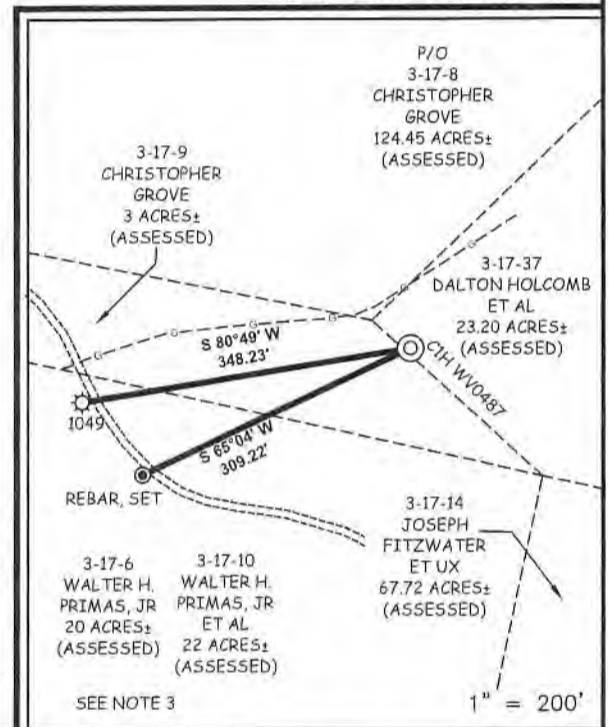 P/O
3-17-8
CHRISTOPHER
GROVE
124.45 ACRES±
(ASSESSED)
3-17-9
CHRISTOPHER
GROVE
3 ACRES±
(ASSESSED)
3-17-37
DALTON HOLCOMB
ET AL
23.20 ACRES±
(ASSESSED)
G
G
G
G
G
G
S 80°49' W
348.23'
C1H WV0487
1049
S 65°04' W
309.22'
REBAR, SET
3-17-14
JOSEPH
FITZWATER
ET UX
67.72 ACRES±
(ASSESSED)
3-17-6
WALTER H.
PRIMAS, JR
20 ACRES±
(ASSESSED)
3-17-10
WALTER H.
PRIMAS, JR
ET AL
22 ACRES±
(ASSESSED)
SEE NOTE 3
1" = 200'